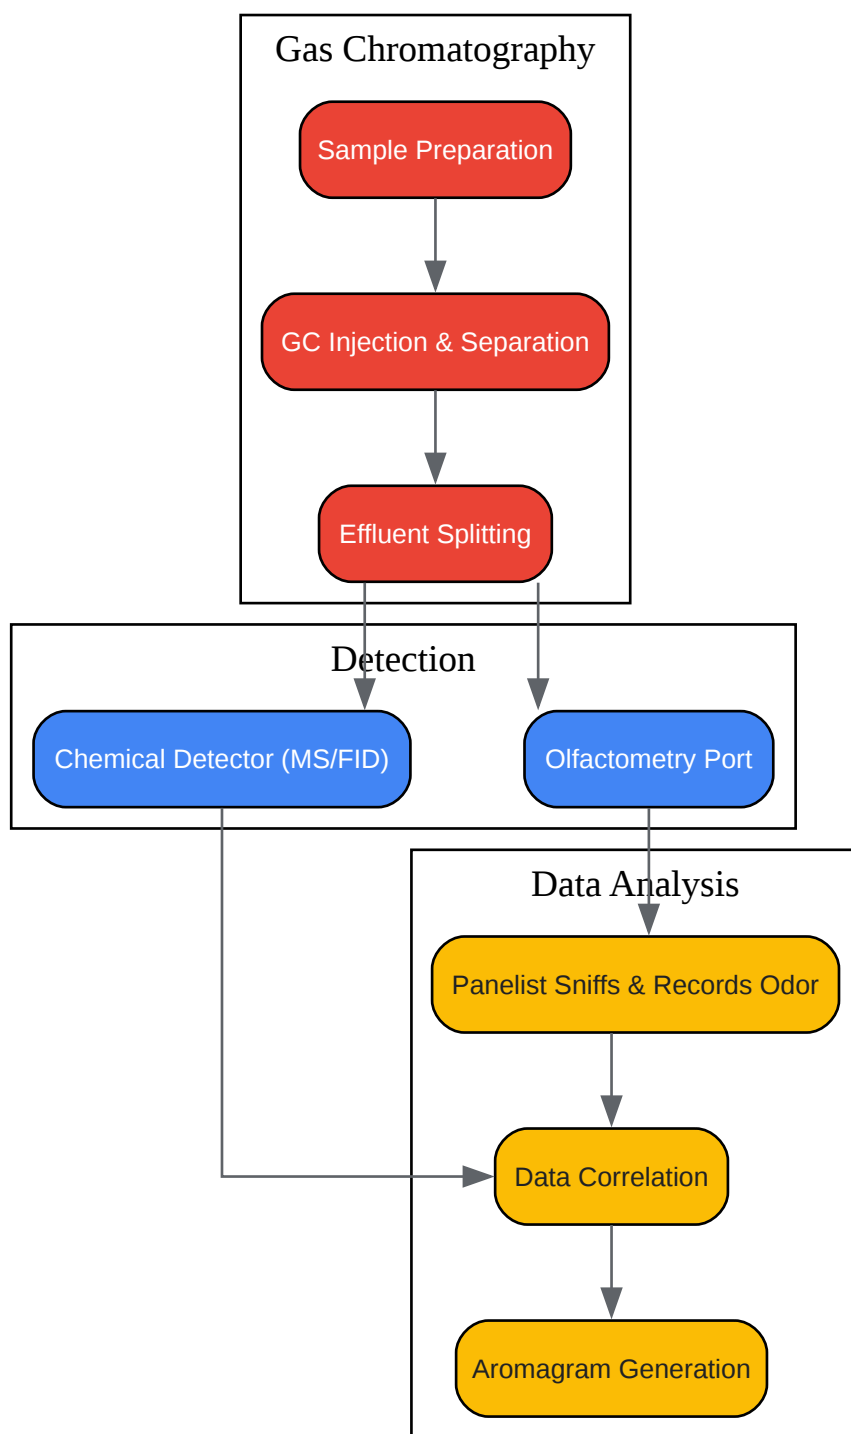 Gas Chromatography
Sample Preparation
GC Injection & Separation
Effluent Splitting
Detection
Chemical Detector (MS/FID)
Olfactometry Port
Data Analysis
Panelist Sniffs & Records Odor
Data Correlation
Aromagram Generation